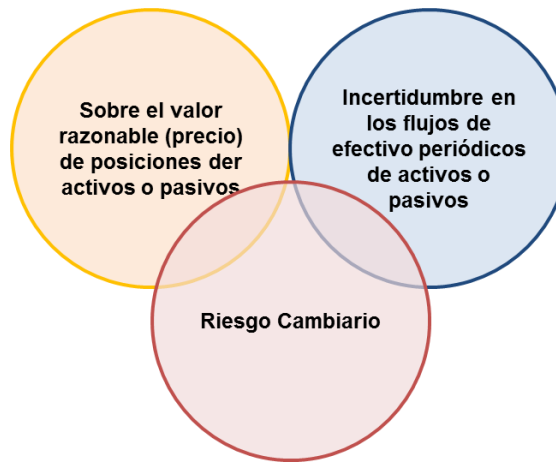 Sobre el valor
razonable (precio)
de posiciones der
activos o pasivos
Incertidumbre en
los flujos de
efectivo periódicos
de activos o
pasivos
Riesgo Cambiario